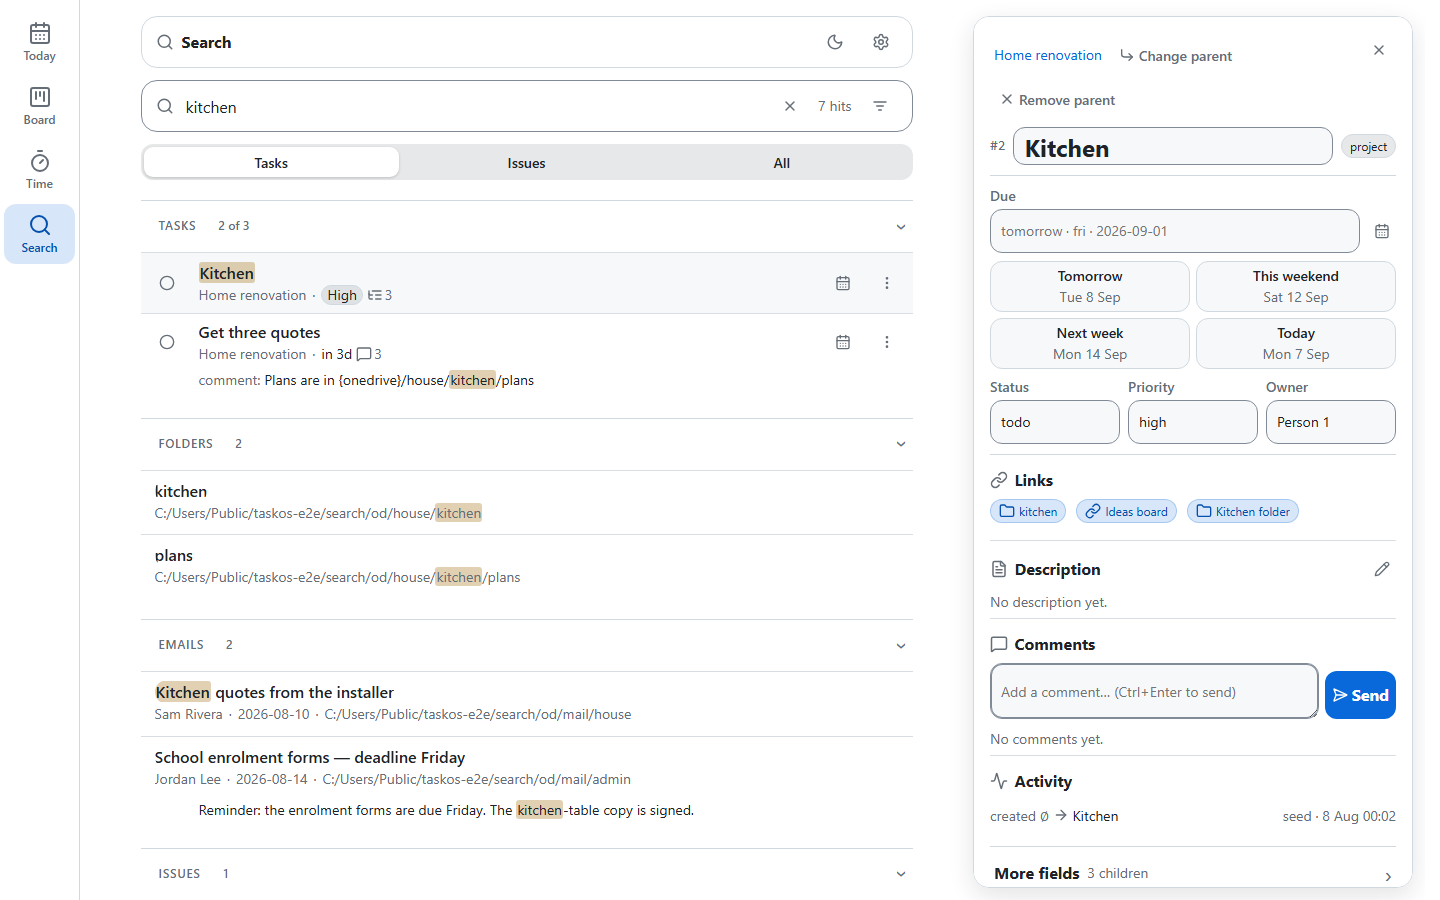 Today
Board
Time
Search
Search
kitchen
7 hits
Tasks
Issues
All
TASKS 2 of 3
Kitchen
Home renovation · High 3
Get three quotes
Home renovation · in 3d 3
comment: Plans are in {onedrive}/house/kitchen/plans
FOLDERS 2
kitchen
C:/Users/Public/taskos-e2e/search/od/house/kitchen
plans
C:/Users/Public/taskos-e2e/search/od/house/kitchen/plans
EMAILS 2
Kitchen quotes from the installer
Sam Rivera · 2026-08-10 · C:/Users/Public/taskos-e2e/search/od/mail/house
School enrolment forms — deadline Friday
Jordan Lee · 2026-08-14 · C:/Users/Public/taskos-e2e/search/od/mail/admin
Reminder: the enrolment forms are due Friday. The kitchen-table copy is signed.
ISSUES 1
Home renovation
Change parent
Remove parent
#2 Kitchen project
Due
tomorrow · fri · 2026-09-01
Tomorrow
Tue 8 Sep
This weekend
Sat 12 Sep
Next week
Mon 14 Sep
Today
Mon 7 Sep
Status
Priority
Owner
todo
high
Person 1
Links
kitchen
Ideas board
Kitchen folder
Description
No description yet.
Comments
Add a comment... (Ctrl+Enter to send)
Send
No comments yet.
Activity
created Ø → Kitchen
seed · 8 Aug 00:02
More fields 3 children